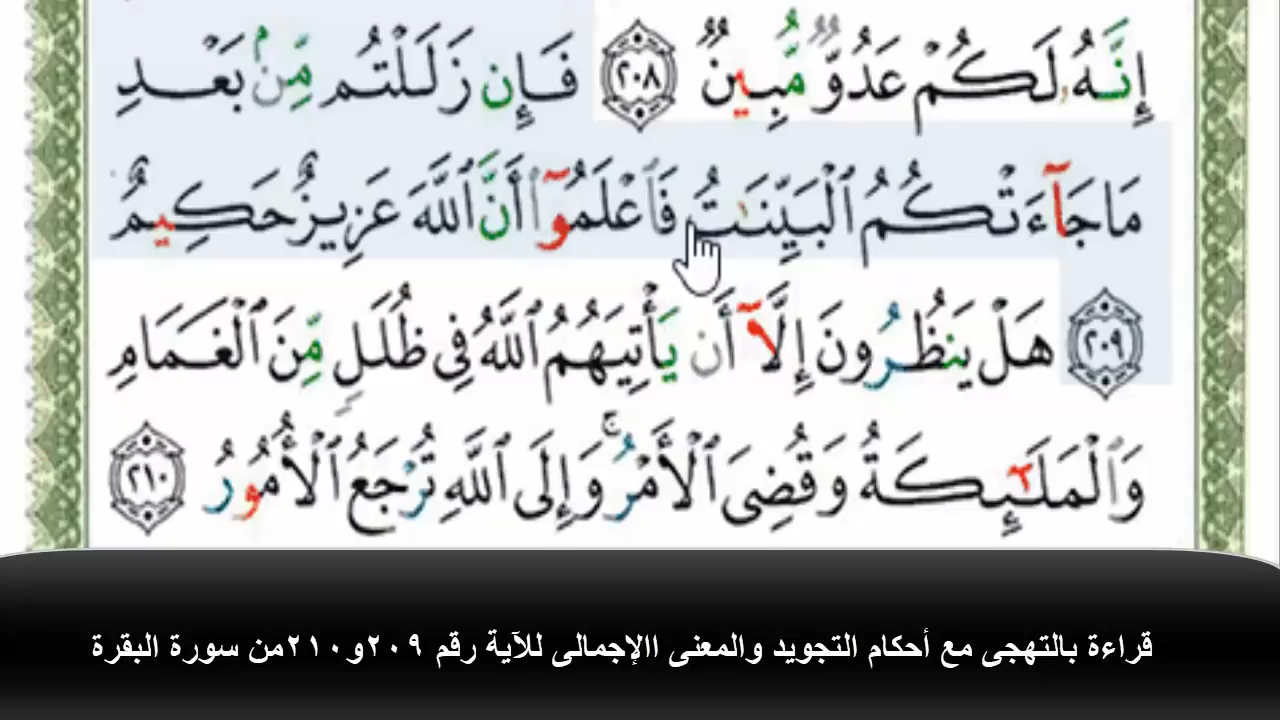 إِنَّهُۥ لَكُمْ عَدُوٌّ مُّبِينٌ ٢٠٨ فَإِن زَلَلْتُم مِّنۢ بَعْدِ
مَا جَآءَتْكُمُ ٱلْبَيِّنَٰتُ فَٱعْلَمُوٓا۟ أَنَّ ٱللَّهَ عَزِيزٌ حَكِيمٌ
٢٠٩ هَلْ يَنظُرُونَ إِلَّآ أَن يَأْتِيَهُمُ ٱللَّهُ فِى ظُلَلٍ مِّنَ ٱلْغَمَامِ
وَٱلْمَلَٰٓئِكَةُ وَقُضِىَ ٱلْأَمْرُ ۚ وَإِلَى ٱللَّهِ تُرْجَعُ ٱلْأُمُورُ ٢١٠
قراءة بالتهجى مع أحكام التجويد والمعنى االإجمالى للآية رقم ٢٠٩و٢١٠من سورة البقرة